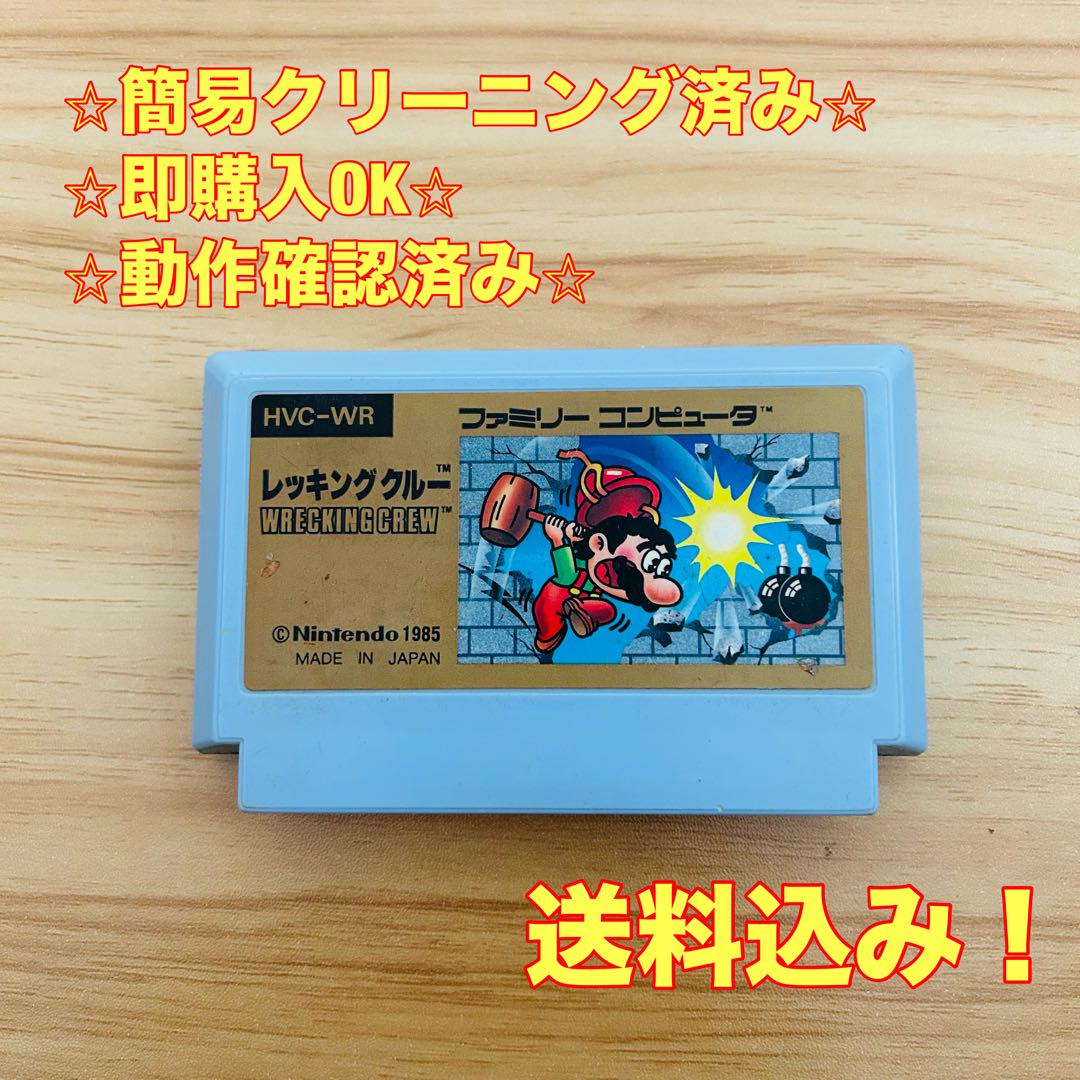 ☆簡易クリーニング済み☆
☆即購入OK☆
☆動作確認済み☆
HVC-WR
ファミリー コンピュータ™
レッキングクルー™
WRECKING CREW™
©Nintendo 1985
MADE IN JAPAN
送料込み！